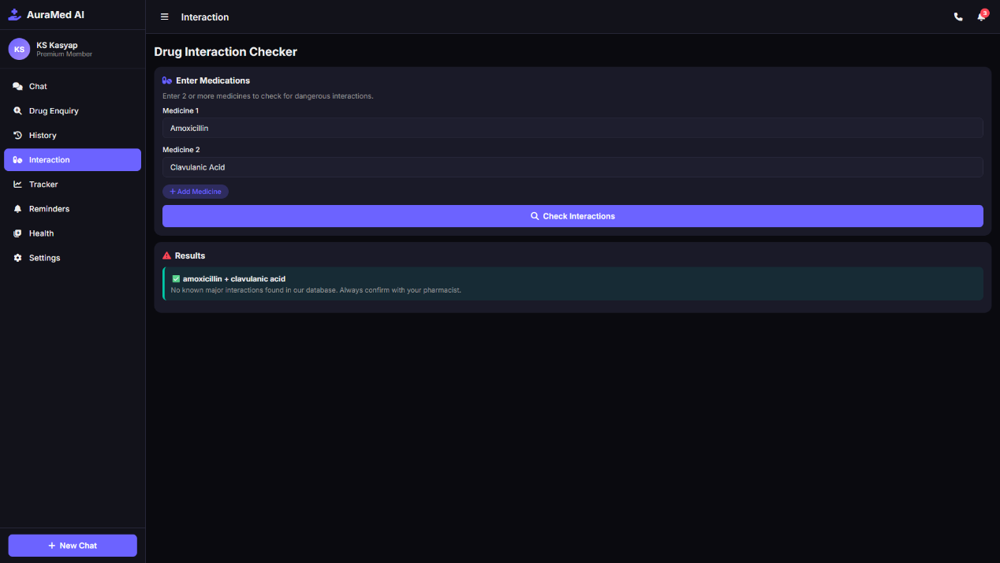 AuraMed AI
KS
KS Kasyap
Premium Member
Chat
Drug Enquiry
History
Interaction
Tracker
Reminders
Health
Settings
+ New Chat
Interaction
3
Drug Interaction Checker
Enter Medications
Enter 2 or more medicines to check for dangerous interactions.
Medicine 1
Amoxicillin
Medicine 2
Clavulanic Acid
+ Add Medicine
Check Interactions
Results
✅ amoxicillin + clavulanic acid
No known major interactions found in our database. Always confirm with your pharmacist.